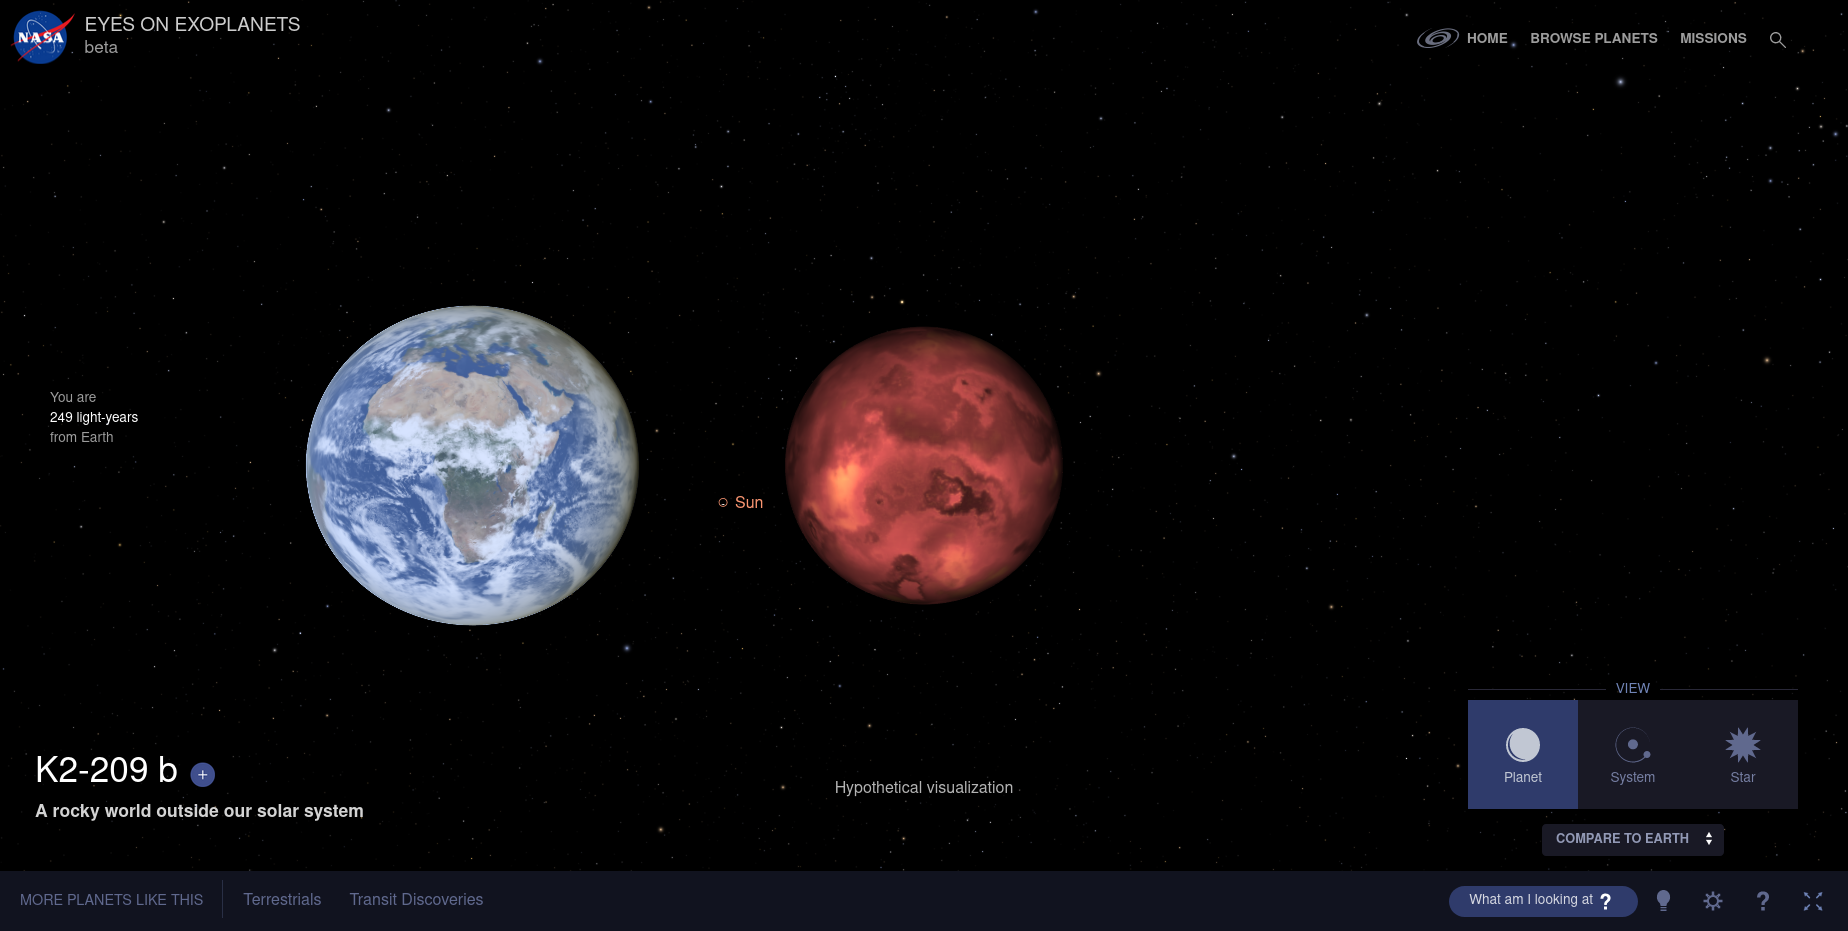 NASA
EYES ON EXOPLANETS
beta
HOME
BROWSE PLANETS
MISSIONS
You are
249 light-years
from Earth
Sun
K2-209 b +
A rocky world outside our solar system
Hypothetical visualization
VIEW
Planet
System
Star
COMPARE TO EARTH
MORE PLANETS LIKE THIS
Terrestrials
Transit Discoveries
What am I looking at ?
?